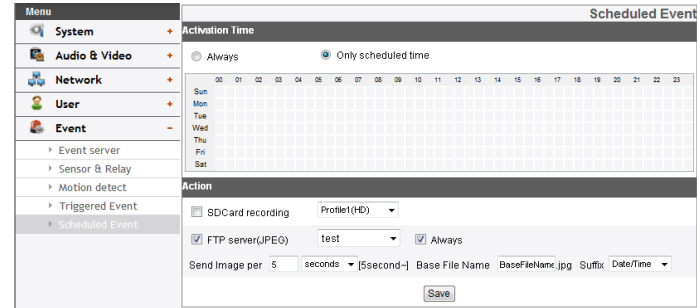 Menu
System +
Audio & Video +
Network +
User +
Event -
Event server
Sensor & Relay
Motion detect
Triggered Event
Scheduled Event
Scheduled Event
Activation Time
Always Only scheduled time
00 01 02 03 04 05 06 07 08 09 10 11 12 13 14 15 16 17 18 19 20 21 22 23
Sun
Mon
Tue
Wed
Thu
Fri
Sat
Action
SDCard recording Profile1(HD)
FTP server(JPEG) test Always
Send Image per 5 seconds [5second~] Base File Name BaseFileName.jpg Suffix Date/Time
Save